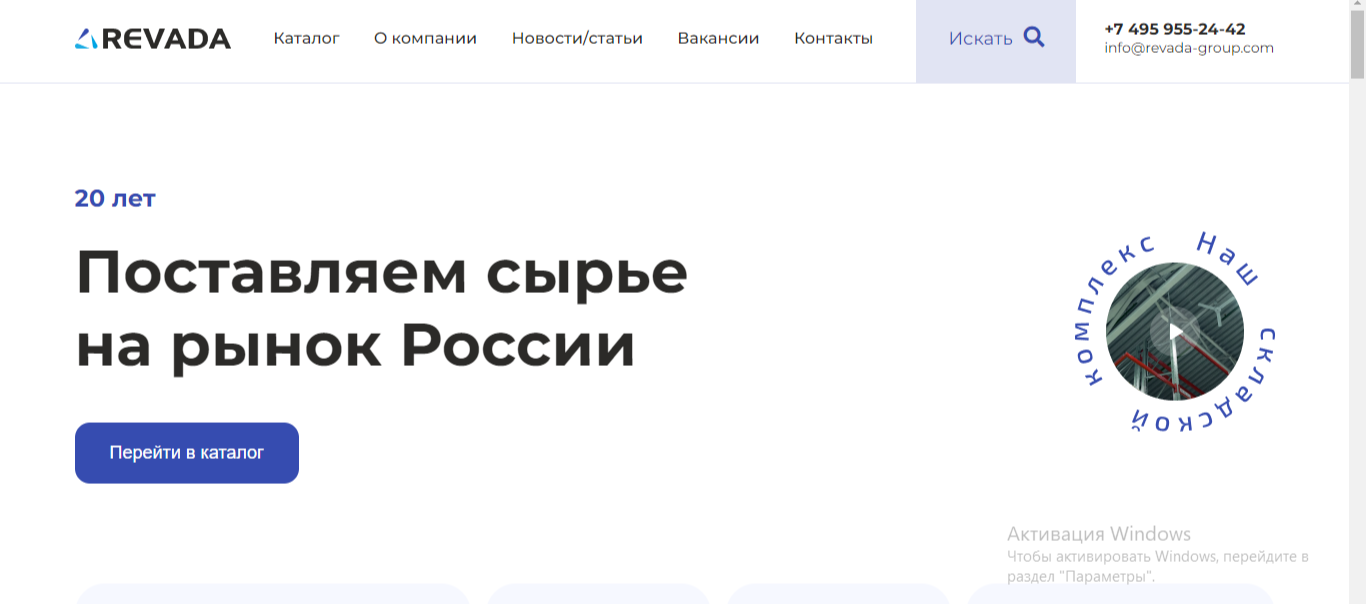 REVADA
Каталог
О компании
Новости/статьи
Вакансии
Контакты
Искать
+7 495 955-24-42
info@revada-group.com
20 лет
Поставляем сырье
на рынок России
Перейти в каталог
Наш складской комплекс
Активация Windows
Чтобы активировать Windows, перейдите в
раздел "Параметры".